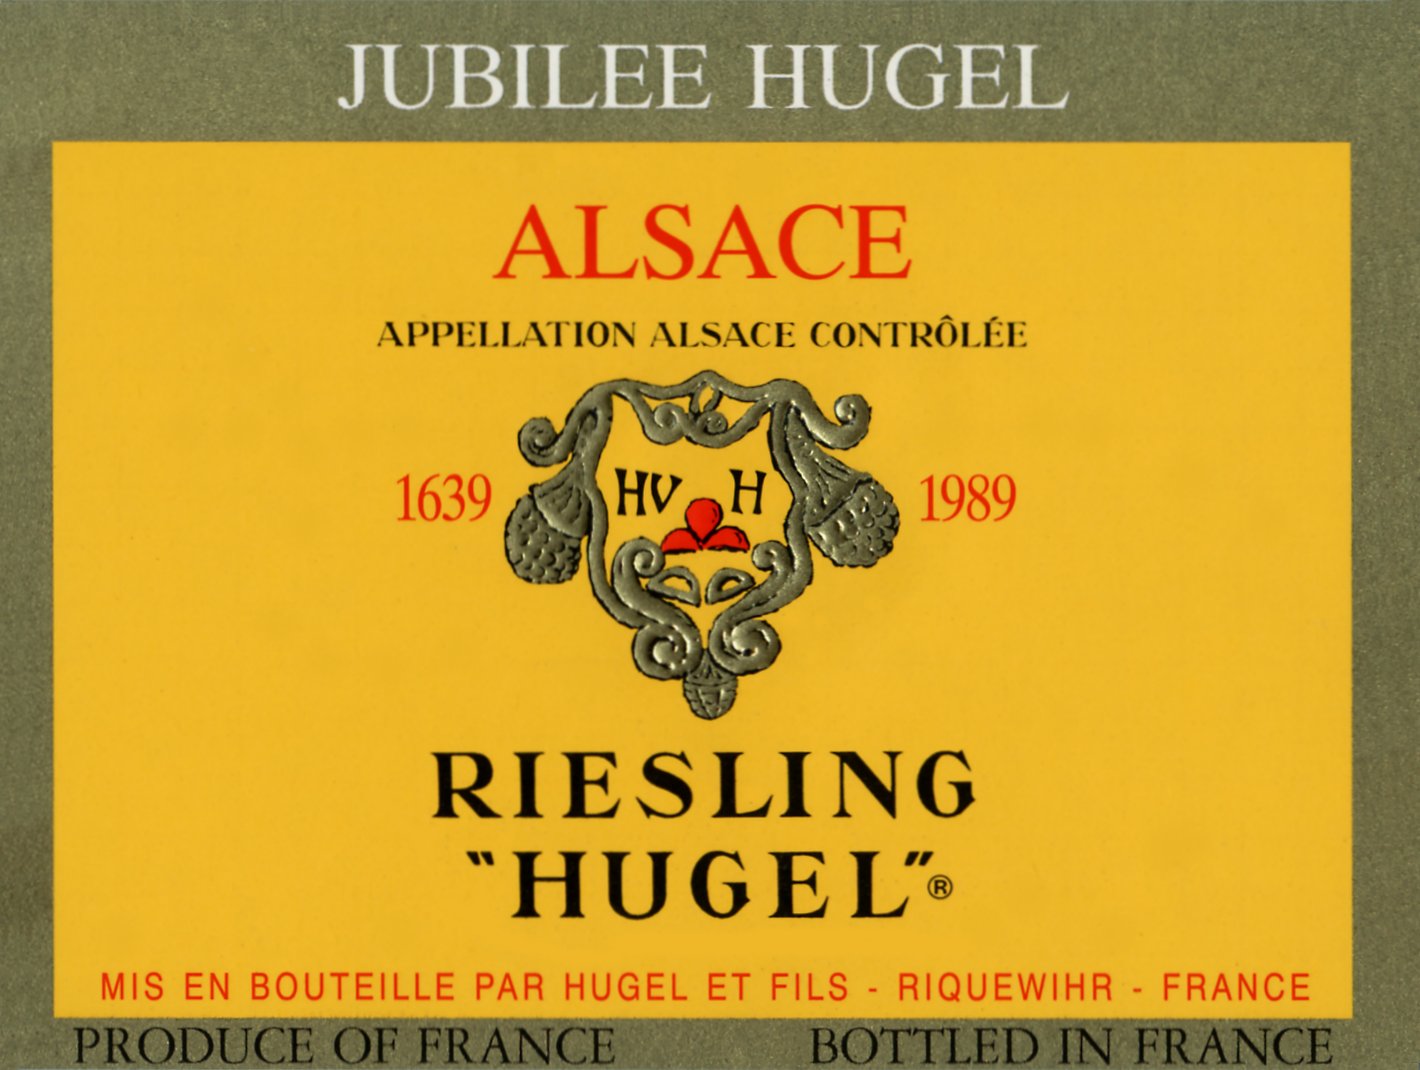 JUBILEE HUGEL
ALSACE
APPELLATION ALSACE CONTRÔLÉE
1639 HV H 1989
RIESLING
"HUGEL"®
MIS EN BOUTEILLE PAR HUGEL ET FILS - RIQUEWIHR - FRANCE
PRODUCE OF FRANCE BOTTLED IN FRANCE